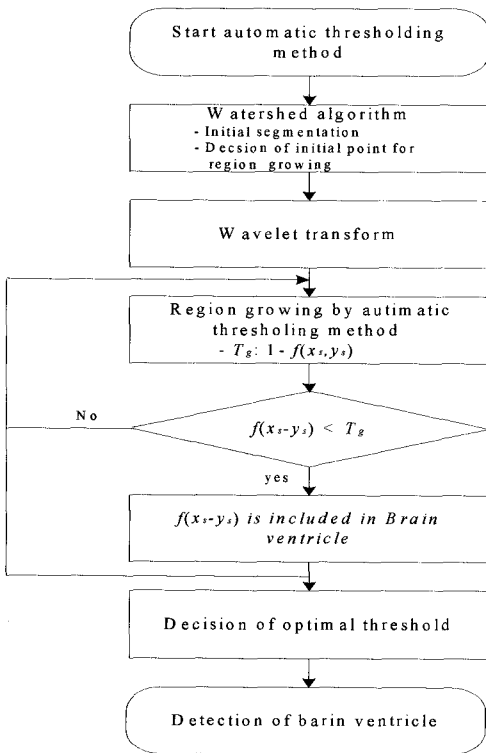 Start automatic thresholding
method
Watershed algorithm
- Initial segmentation
- Decsion of initial point for
region growing
Wavelet transform
Region growing by autimatic
thresholing method
- Tg: 1 - f(xs,ys)
No
f(xs-ys) < Tg
yes
f(xs-ys) is included in Brain
ventricle
Decision of optimal threshold
Detection of barin ventricle